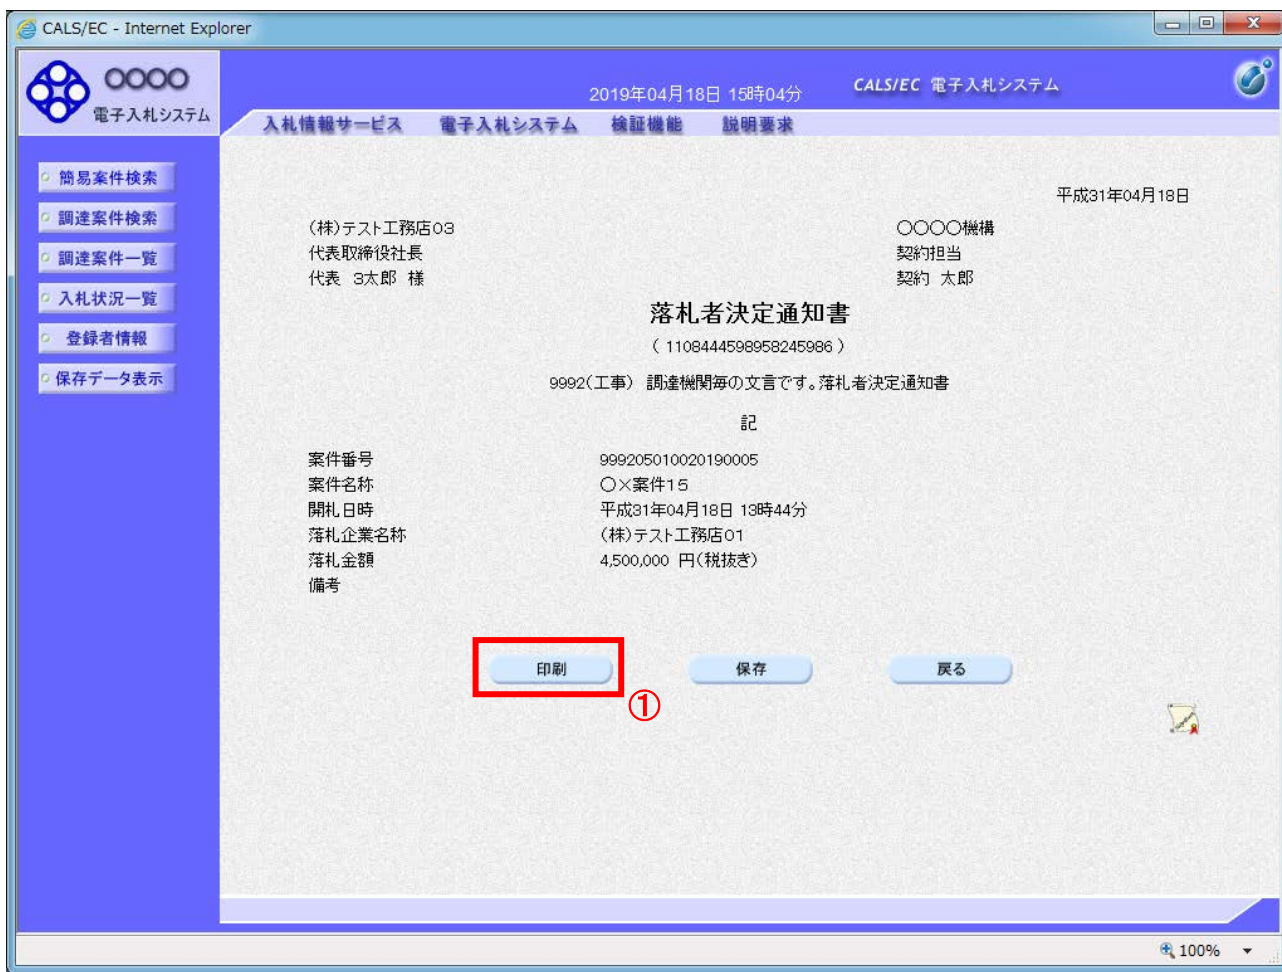 CALS/EC - Internet Explorer
〇〇〇〇
電子入札システム
2019年04月18日 15時04分
CALS/EC 電子入札システム
入札情報サービス 電子入札システム 検証機能 説明要求
簡易案件検索
調達案件検索
調達案件一覧
入札状況一覧
登録者情報
保存データ表示
平成31年04月18日
(株)テスト工務店03
代表取締役社長
代表 3太郎 様
〇〇〇〇機構
契約担当
契約 太郎
落札者決定通知書
( 1108444598958245986 )
9992(工事) 調達機関毎の文言です。落札者決定通知書
記
案件番号 999205010020190005
案件名称 〇×案件15
開札日時 平成31年04月18日 13時44分
落札企業名称 (株)テスト工務店01
落札金額 4,500,000 円(税抜き)
備考
印刷 保存 戻る
①
100%